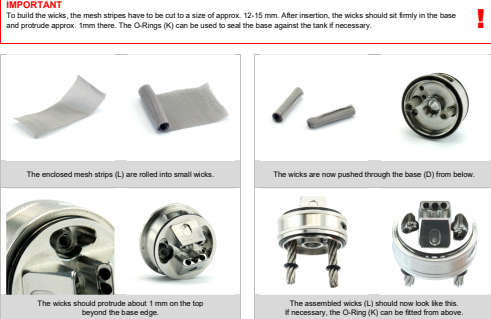 IMPORTANT
To build the wicks, the mesh stripes have to be cut to a size of approx. 12-15 mm. After insertion, the wicks should sit firmly in the base
and protrude approx. 1mm there. The O-Rings (K) can be used to seal the base against the tank if necessary.
!
The enclosed mesh strips (L) are rolled into small wicks.
The wicks are now pushed through the base (D) from below.
The wicks should protrude about 1 mm on the top
beyond the base edge.
The assembled wicks (L) should now look like this.
If necessary, the O-Ring (K) can be fitted from above.